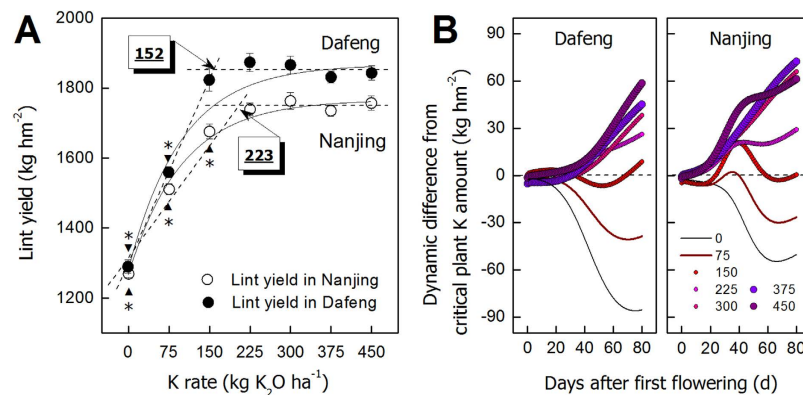 A
152
Dafeng
Nanjing
223
*
*
*
*
*
Lint yield (kg hm⁻²)
2000
1800
1600
1400
1200
Lint yield in Nanjing
Lint yield in Dafeng
0 75 150 225 300 375 450
K rate (kg K₂O ha⁻¹)
B
Dafeng
Nanjing
Dynamic difference from
critical plant K amount (kg hm⁻²)
90
60
30
0
-30
-60
-90
0
75
150
225 375
300 450
0 20 40 60 80
0 20 40 60 80
Days after first flowering (d)